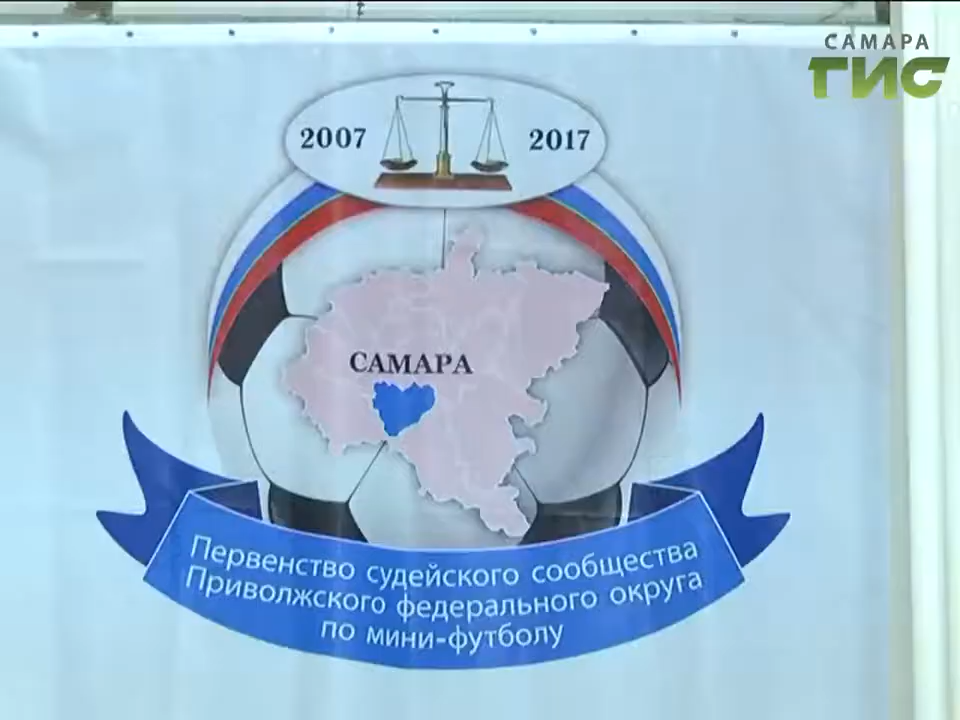 САМАРА
ГИС
2007 2017
САМАРА
Первенство судейского сообщества
Приволжского федерального округа
по мини-футболу